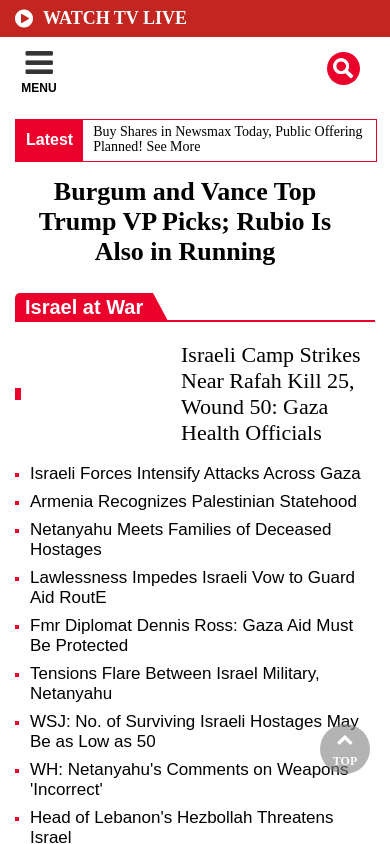 WATCH TV LIVE
MENU
Latest
Buy Shares in Newsmax Today, Public Offering
Planned! See More
Burgum and Vance Top
Trump VP Picks; Rubio Is
Also in Running
Israel at War
Israeli Camp Strikes
Near Rafah Kill 25,
Wound 50: Gaza
Health Officials
Israeli Forces Intensify Attacks Across Gaza
Armenia Recognizes Palestinian Statehood
Netanyahu Meets Families of Deceased
Hostages
Lawlessness Impedes Israeli Vow to Guard
Aid RoutE
Fmr Diplomat Dennis Ross: Gaza Aid Must
Be Protected
Tensions Flare Between Israel Military,
Netanyahu
WSJ: No. of Surviving Israeli Hostages May
Be as Low as 50
TOP
WH: Netanyahu's Comments on Weapons
'Incorrect'
Head of Lebanon's Hezbollah Threatens
Israel